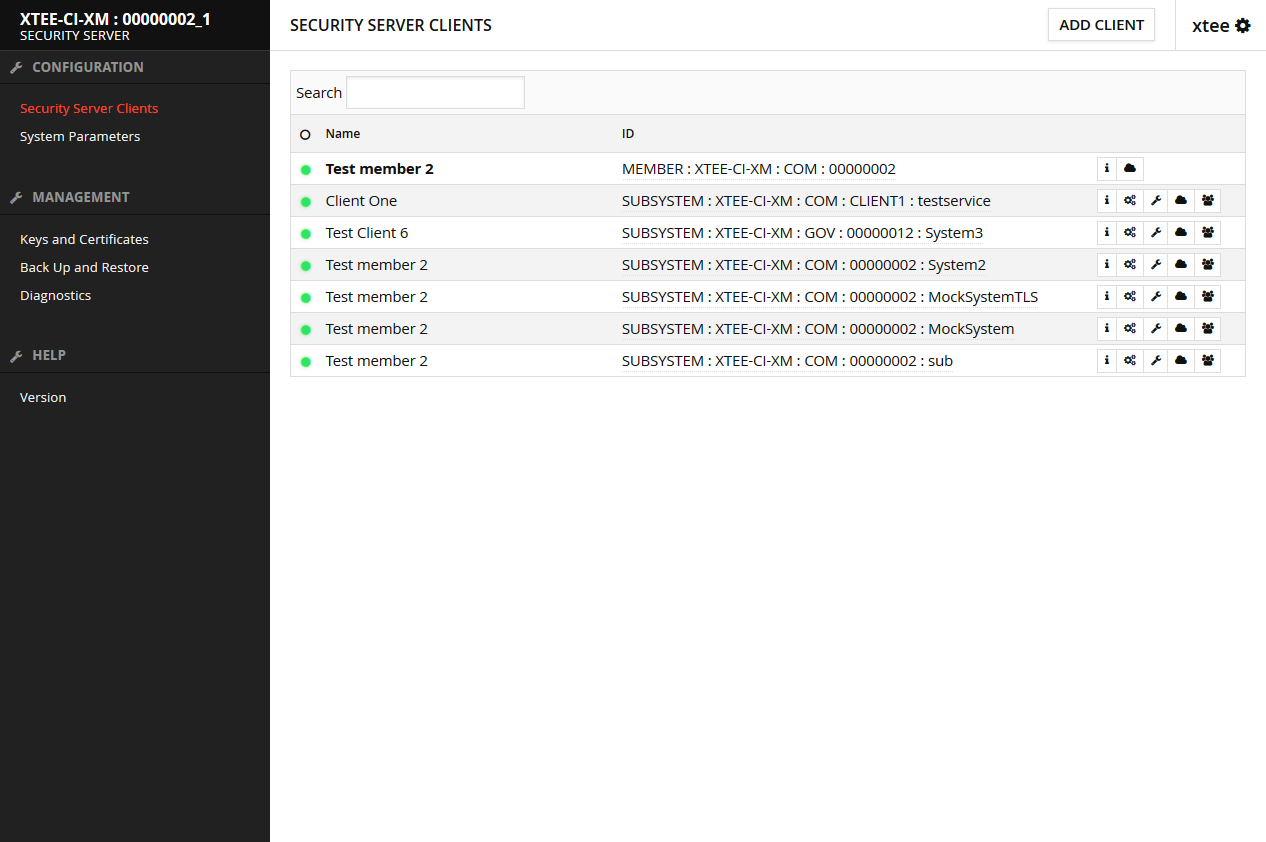 XTEE-CI-XM : 00000002_1
SECURITY SERVER
CONFIGURATION
Security Server Clients
System Parameters
MANAGEMENT
Keys and Certificates
Back Up and Restore
Diagnostics
HELP
Version
SECURITY SERVER CLIENTS
ADD CLIENT
xtee
Search
Name ID
Test member 2 MEMBER : XTEE-CI-XM : COM : 00000002
Client One SUBSYSTEM : XTEE-CI-XM : COM : CLIENT1 : testservice
Test Client 6 SUBSYSTEM : XTEE-CI-XM : GOV : 00000012 : System3
Test member 2 SUBSYSTEM : XTEE-CI-XM : COM : 00000002 : System2
Test member 2 SUBSYSTEM : XTEE-CI-XM : COM : 00000002 : MockSystemTLS
Test member 2 SUBSYSTEM : XTEE-CI-XM : COM : 00000002 : MockSystem
Test member 2 SUBSYSTEM : XTEE-CI-XM : COM : 00000002 : sub